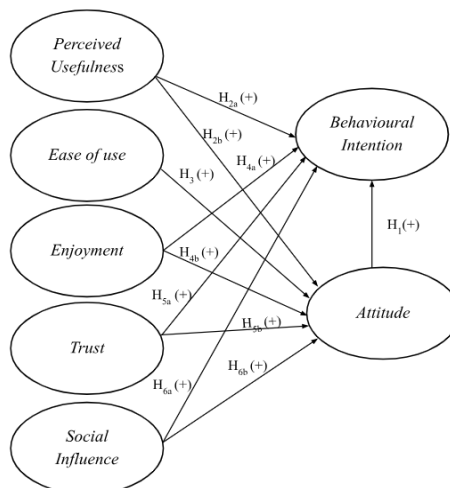 Perceived
Usefulness
H2a (+)
H2b (+)
Behavioural
Intention
Ease of use
H3 (+)
H4a (+)
Enjoyment
H4b (+)
H1 (+)
H5a (+)
Attitude
Trust
H5b (+)
H6a (+)
H6b (+)
Social
Influence